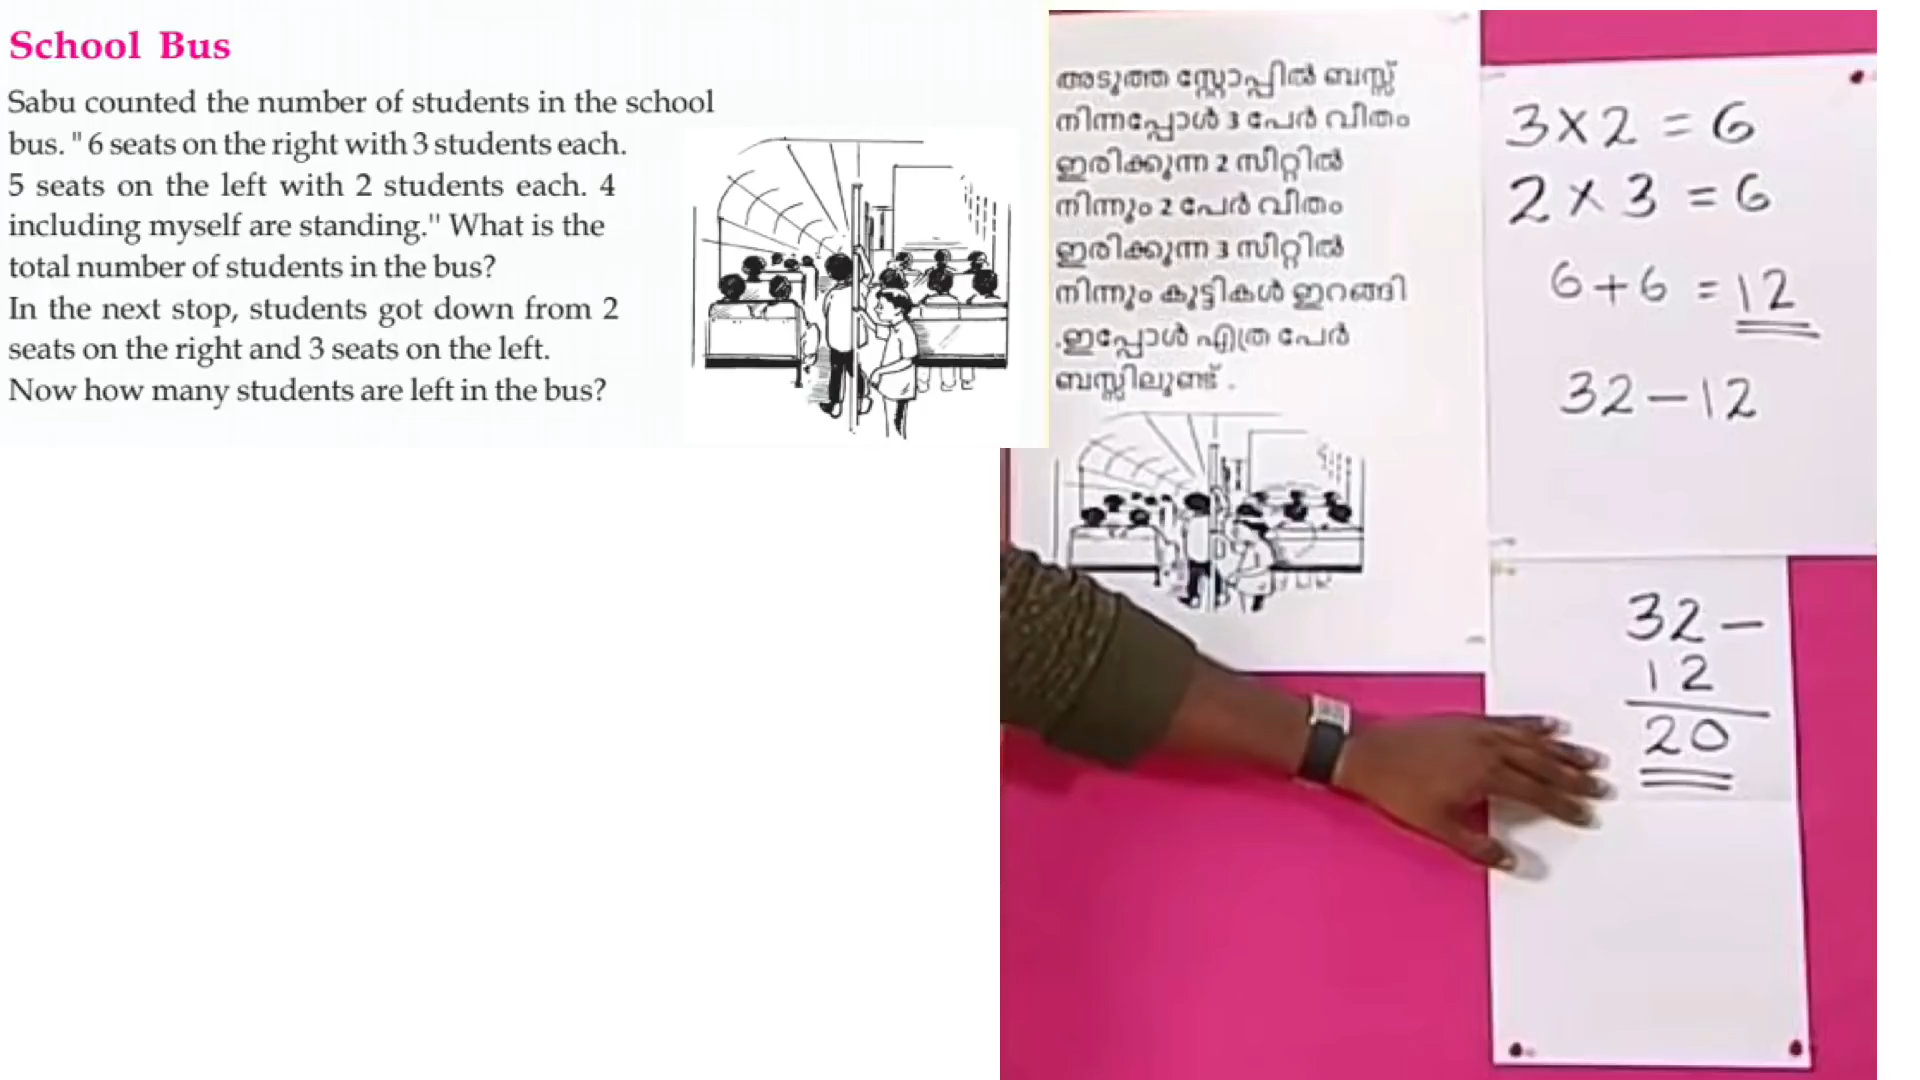 School Bus
Sabu counted the number of students in the school
bus. " 6 seats on the right with 3 students each.
5 seats on the left with 2 students each. 4
including myself are standing." What is the
total number of students in the bus?
In the next stop, students got down from 2
seats on the right and 3 seats on the left.
Now how many students are left in the bus?
അടുത്ത സ്റ്റോപ്പിൽ ബസ്സ്
നിന്നപ്പോൾ 3 പേർ വീതം
ഇരിക്കുന്ന 2 സീറ്റിൽ
നിന്നും 2 പേർ വീതം
ഇരിക്കുന്ന 3 സീറ്റിൽ
നിന്നും കുട്ടികൾ ഇറങ്ങി
.ഇപ്പോൾ എത്ര പേർ
ബസ്സിലുണ്ട് .
3×2 = 6
2 × 3 = 6
6+6 = 12
32–12
32 –
12
20